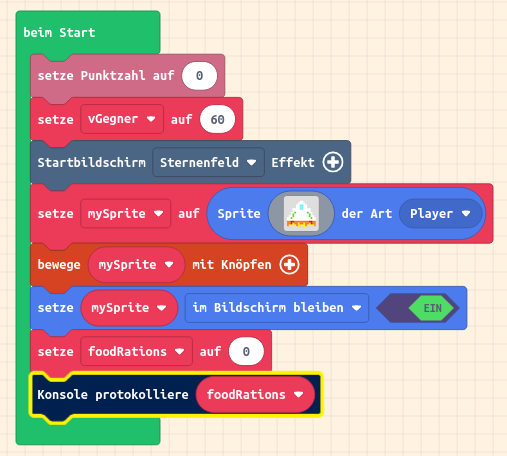 beim Start
setze Punktzahl auf 0
setze vGegner auf 60
Startbildschirm Sternenfeld Effekt
setze mySprite auf Sprite der Art Player
bewege mySprite mit Knöpfen
setze mySprite im Bildschirm bleiben EIN
setze foodRations auf 0
Konsole protokolliere foodRations